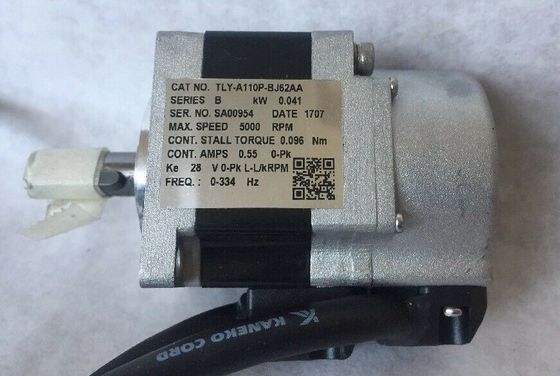 CAT NO. TLY-A110P-BJ62AA
SERIES B kW 0.041
SER. NO. SA00954 DATE 1707
MAX. SPEED 5000 RPM
CONT. STALL TORQUE 0.096 Nm
CONT. AMPS 0.55 0-Pk
Ke 28 V 0-Pk L-L/kRPM
FREQ. : 0-334 Hz
K KANEKO CORD